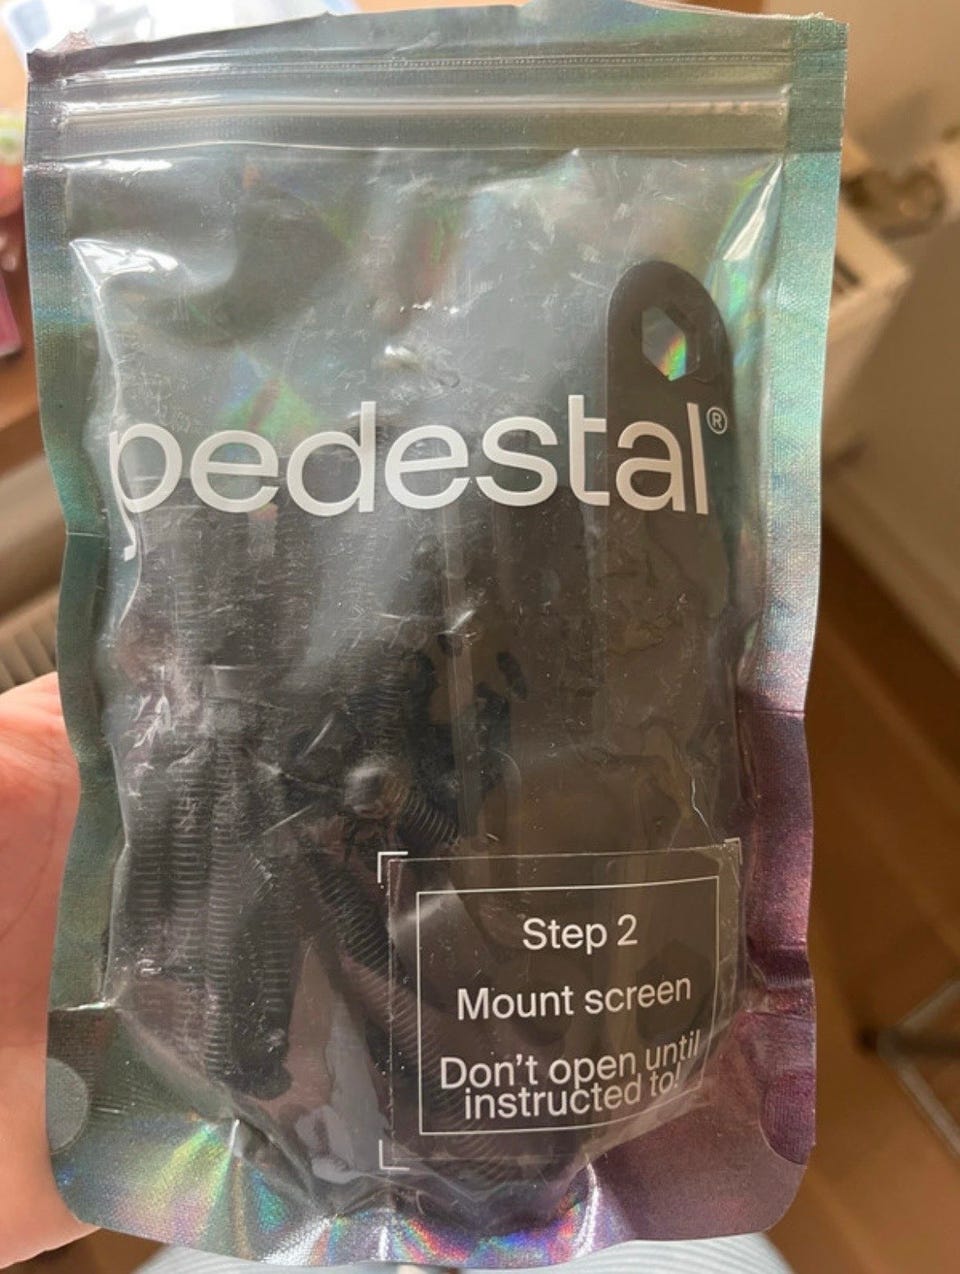 pedestal®
Step 2
Mount screen
Don't open until
instructed to!